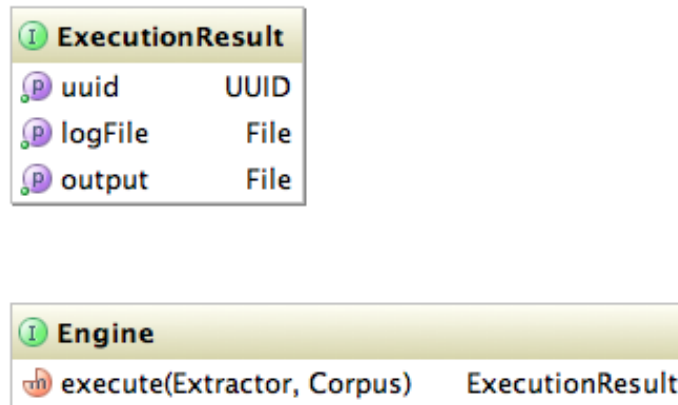 I ExecutionResult
p uuid UUID
p logFile File
p output File
I Engine
m execute(Extractor, Corpus) ExecutionResult